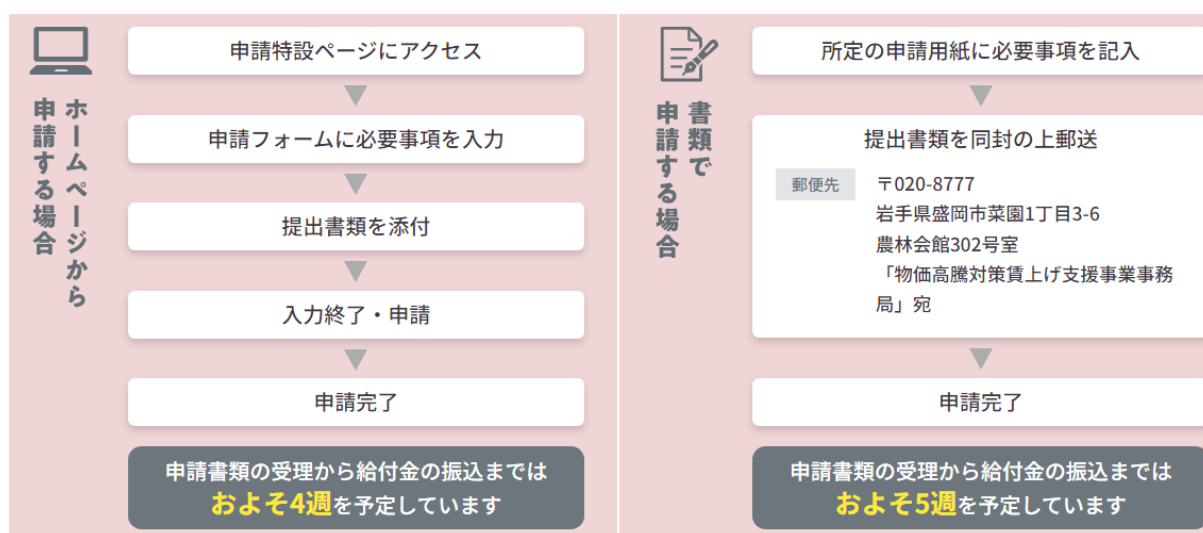 ホームページから
申請する場合
申請特設ページにアクセス
申請フォームに必要事項を入力
提出書類を添付
入力終了・申請
申請完了
申請書類の受理から給付金の振込までは
およそ4週を予定しています
書類で
申請する場合
所定の申請用紙に必要事項を記入
提出書類を同封の上郵送
郵便先
〒020-8777
岩手県盛岡市菜園1丁目3-6
農林会館302号室
「物価高騰対策賃上げ支援事業事務
局」宛
申請完了
申請書類の受理から給付金の振込までは
およそ5週を予定しています